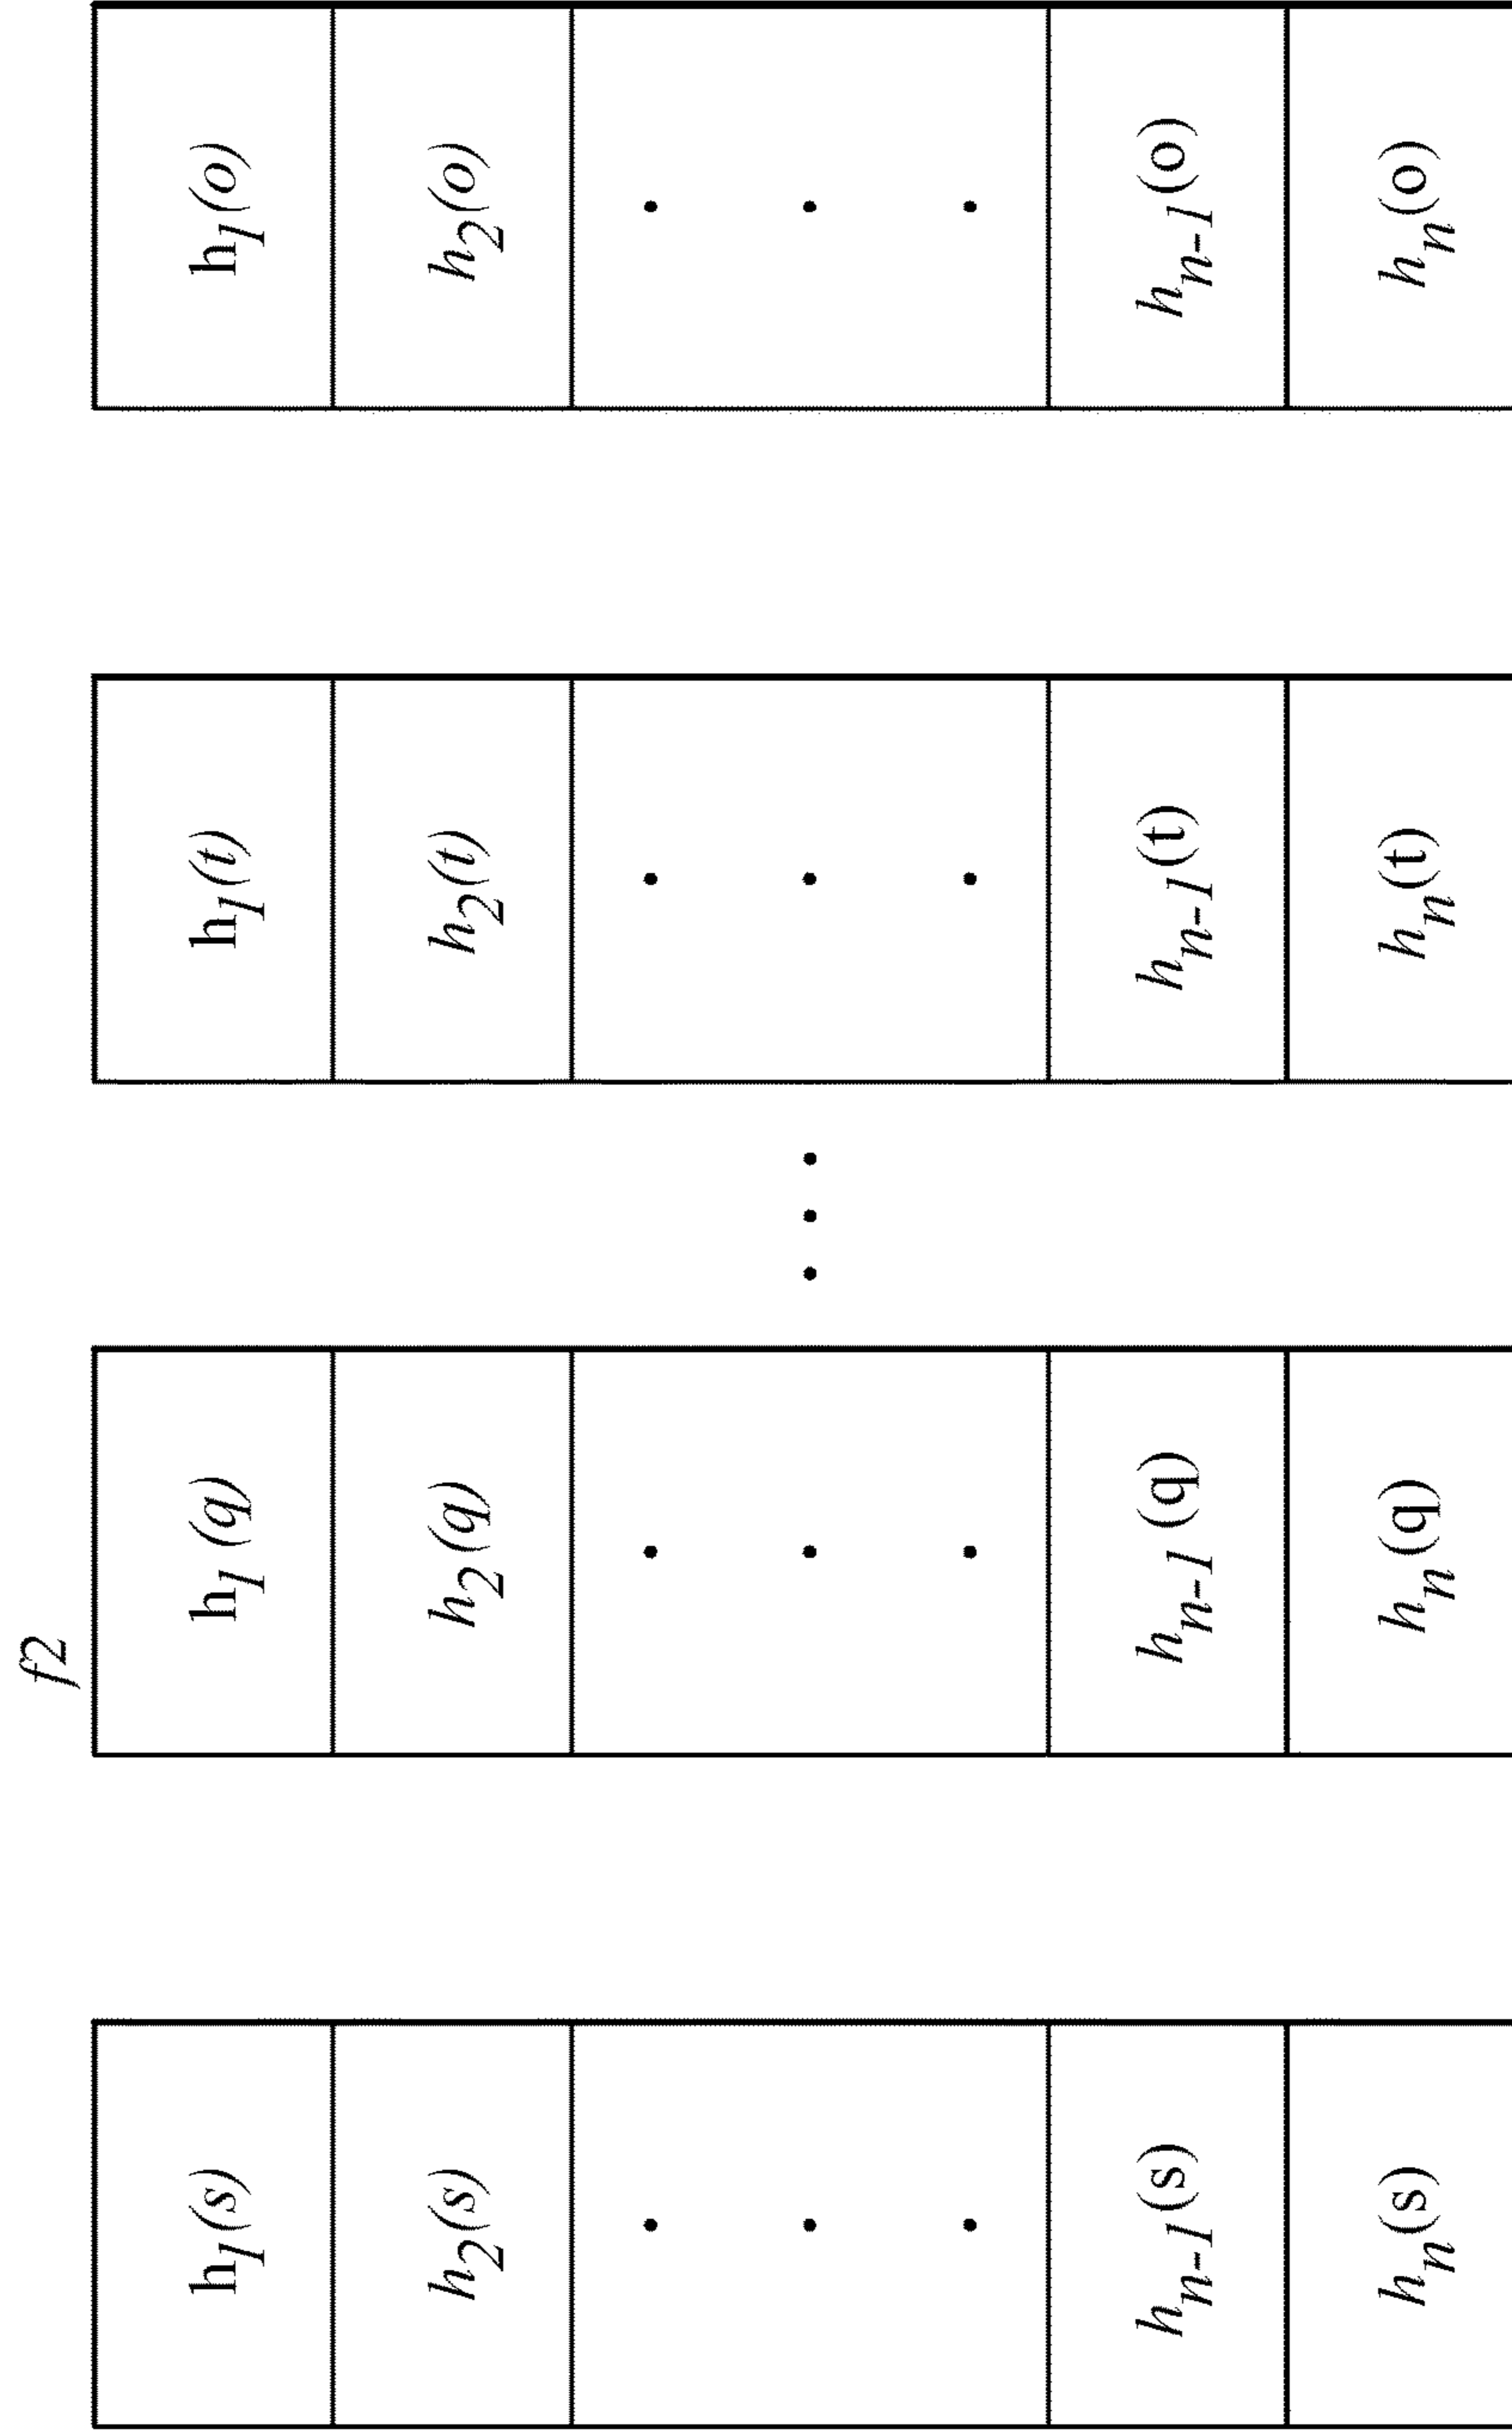 f2
h1(s) h1(q) h1(t) h1(o)
h2(s) h2(q) h2(t) h2(o)
hn-1(s) hn-1(q) hn-1(t) hn-1(o)
hn(s) hn(q) hn(t) hn(o)